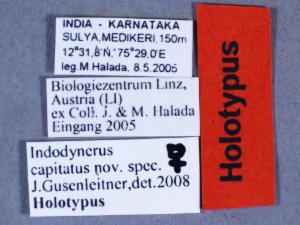 INDIA - KARNATAKA
SULYA, MEDIKERI, 150m
12°31,8'N, '75°29,0'E
leg.M Halada, 8.5.2005
Biologiezentrum Linz,
Austria (LI)
ex Coll. J. & M. Halada
Eingang 2005
Indodynerus
capitatus nov. spec. ♀
J.Gusenleitner,det.2008
Holotypus
Holotypus